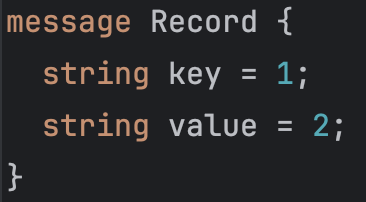 message Record {
  string key = 1;
  string value = 2;
}